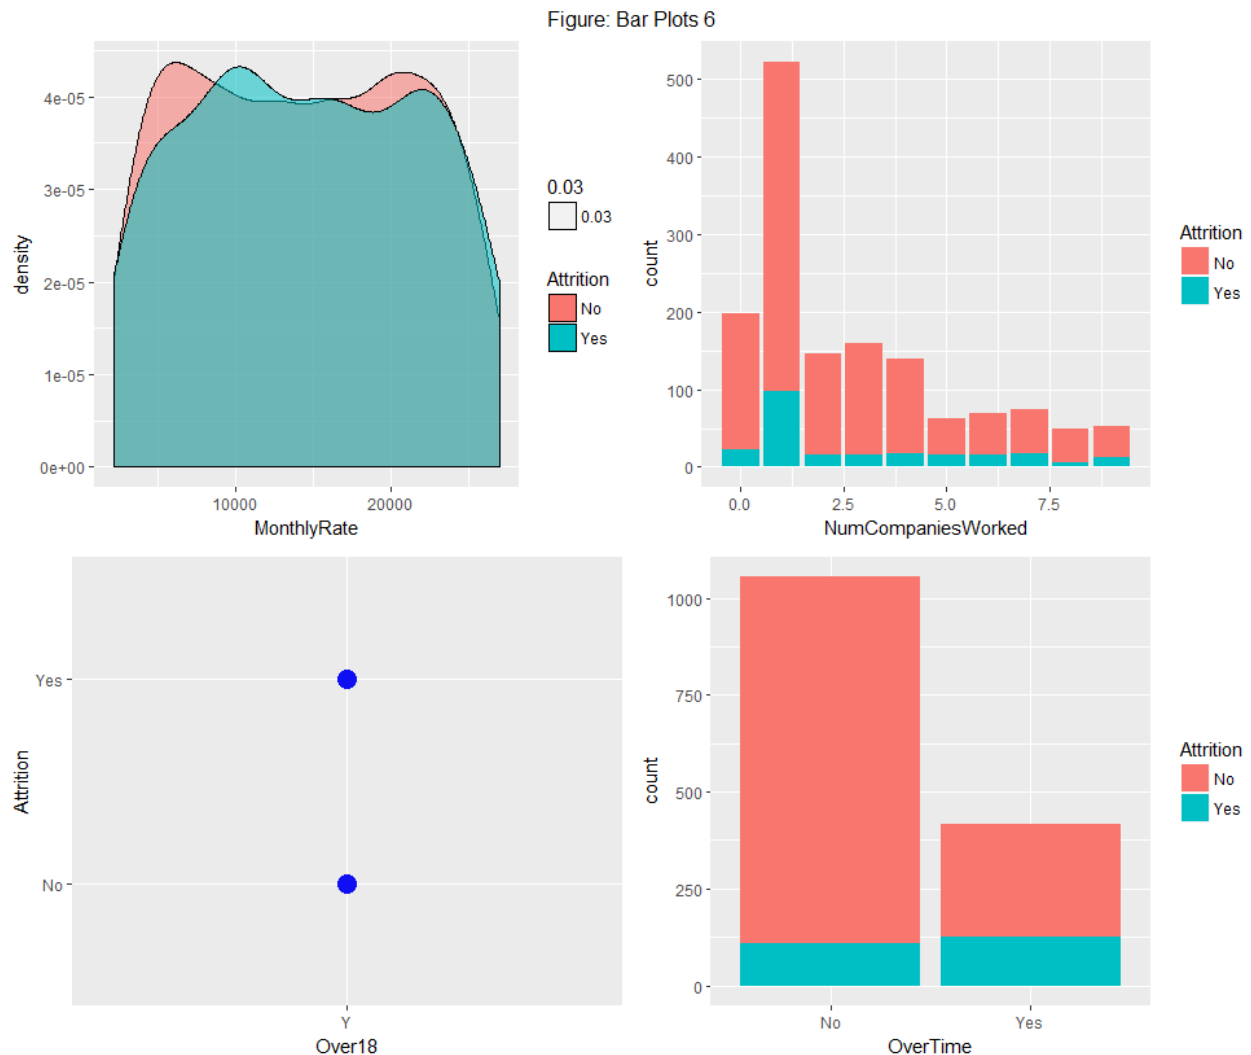 Figure: Bar Plots 6
density
4e-05
3e-05
2e-05
1e-05
0e+00
10000 20000
MonthlyRate
0.03
0.03
Attrition
No
Yes
count
500
400
300
200
100
0
0.0 2.5 5.0 7.5
NumCompaniesWorked
Attrition
No
Yes
Attrition
Yes
No
Y
Over18
count
1000
750
500
250
0
No Yes
OverTime
Attrition
No
Yes